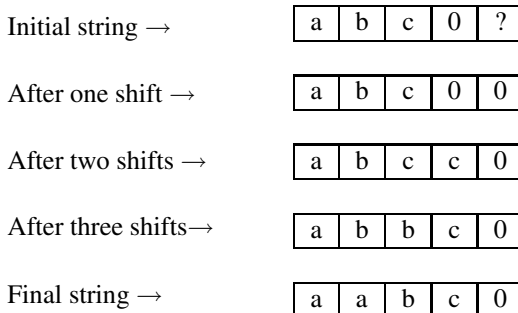 Initial string → a b c 0 ?
After one shift → a b c 0 0
After two shifts → a b c c 0
After three shifts→ a b b c 0
Final string → a a b c 0